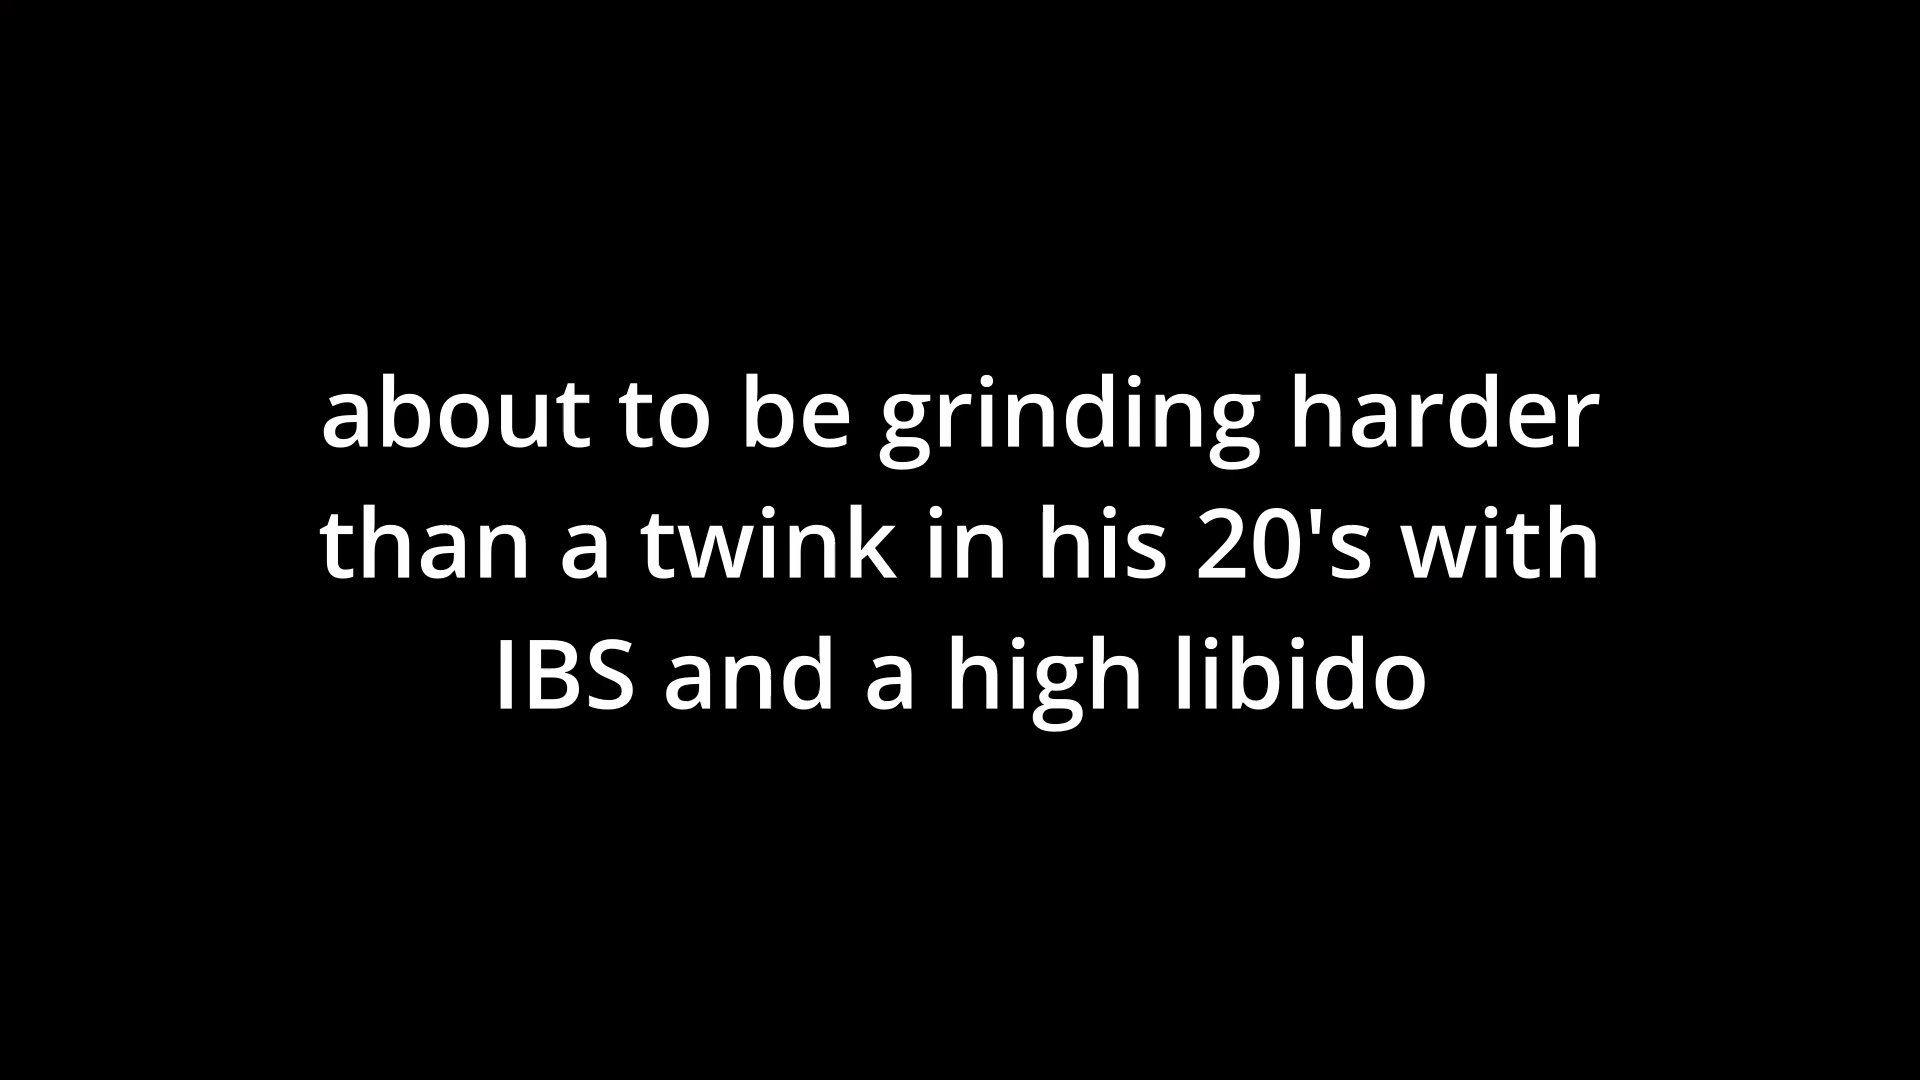 about to be grinding harder
than a twink in his 20's with
IBS and a high libido